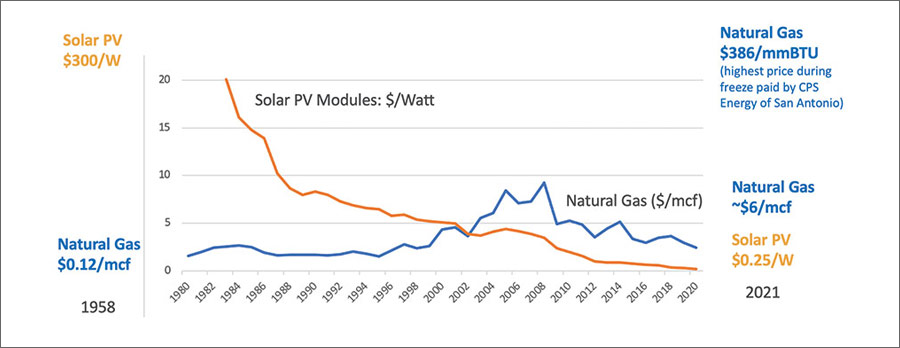 Solar PV
$300/W
Natural Gas
$386/mmBTU
(highest price during
freeze paid by CPS
Energy of San Antonio)
20
Solar PV Modules: $/Watt
15
10
Natural Gas ($/mcf)
Natural Gas
~$6/mcf
5
Natural Gas
$0.12/mcf
Solar PV
$0.25/W
0
1980
1982
1984
1986
1988
1990
1992
1994
1996
1998
2000
2002
2004
2006
2008
2010
2012
2014
2016
2018
2020
1958
2021